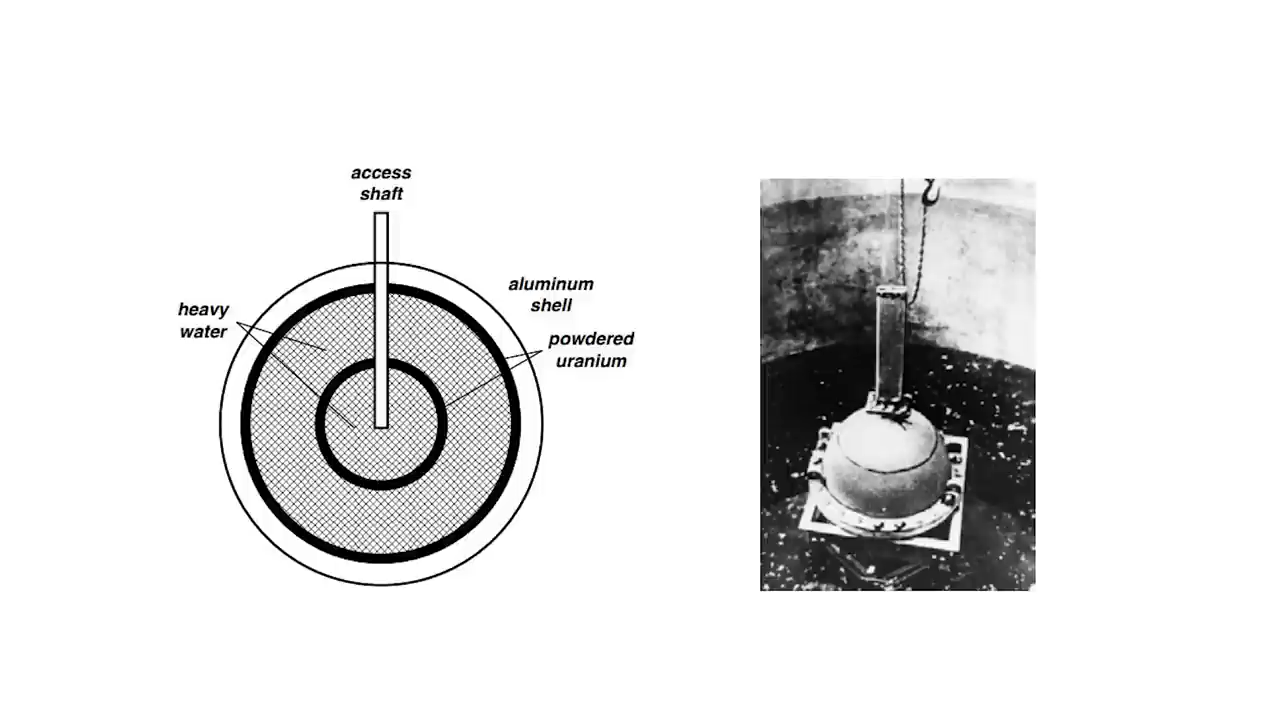 access
shaft
aluminum
shell
heavy
water
powdered
uranium